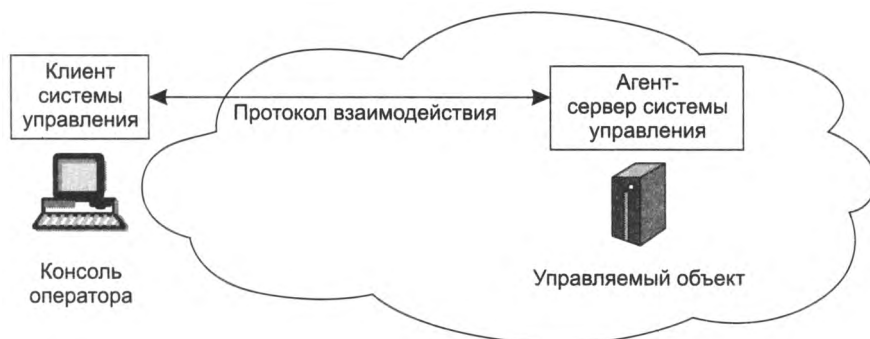 Клиент
системы
управления
Протокол взаимодействия
Агент-
сервер системы
управления
Консоль
оператора
Управляемый объект